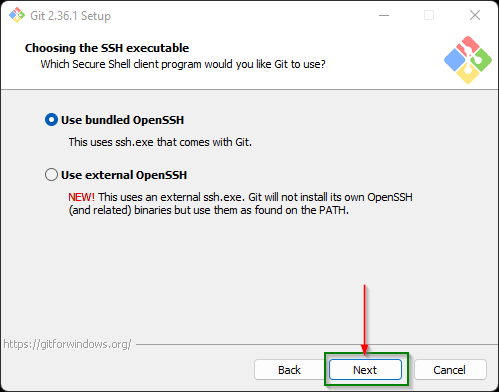 Git 2.36.1 Setup
Choosing the SSH executable
Which Secure Shell client program would you like Git to use?
Use bundled OpenSSH
This uses ssh.exe that comes with Git.
Use external OpenSSH
NEW! This uses an external ssh.exe. Git will not install its own OpenSSH
(and related) binaries but use them as found on the PATH.
https://gitforwindows.org/
Back Next Cancel